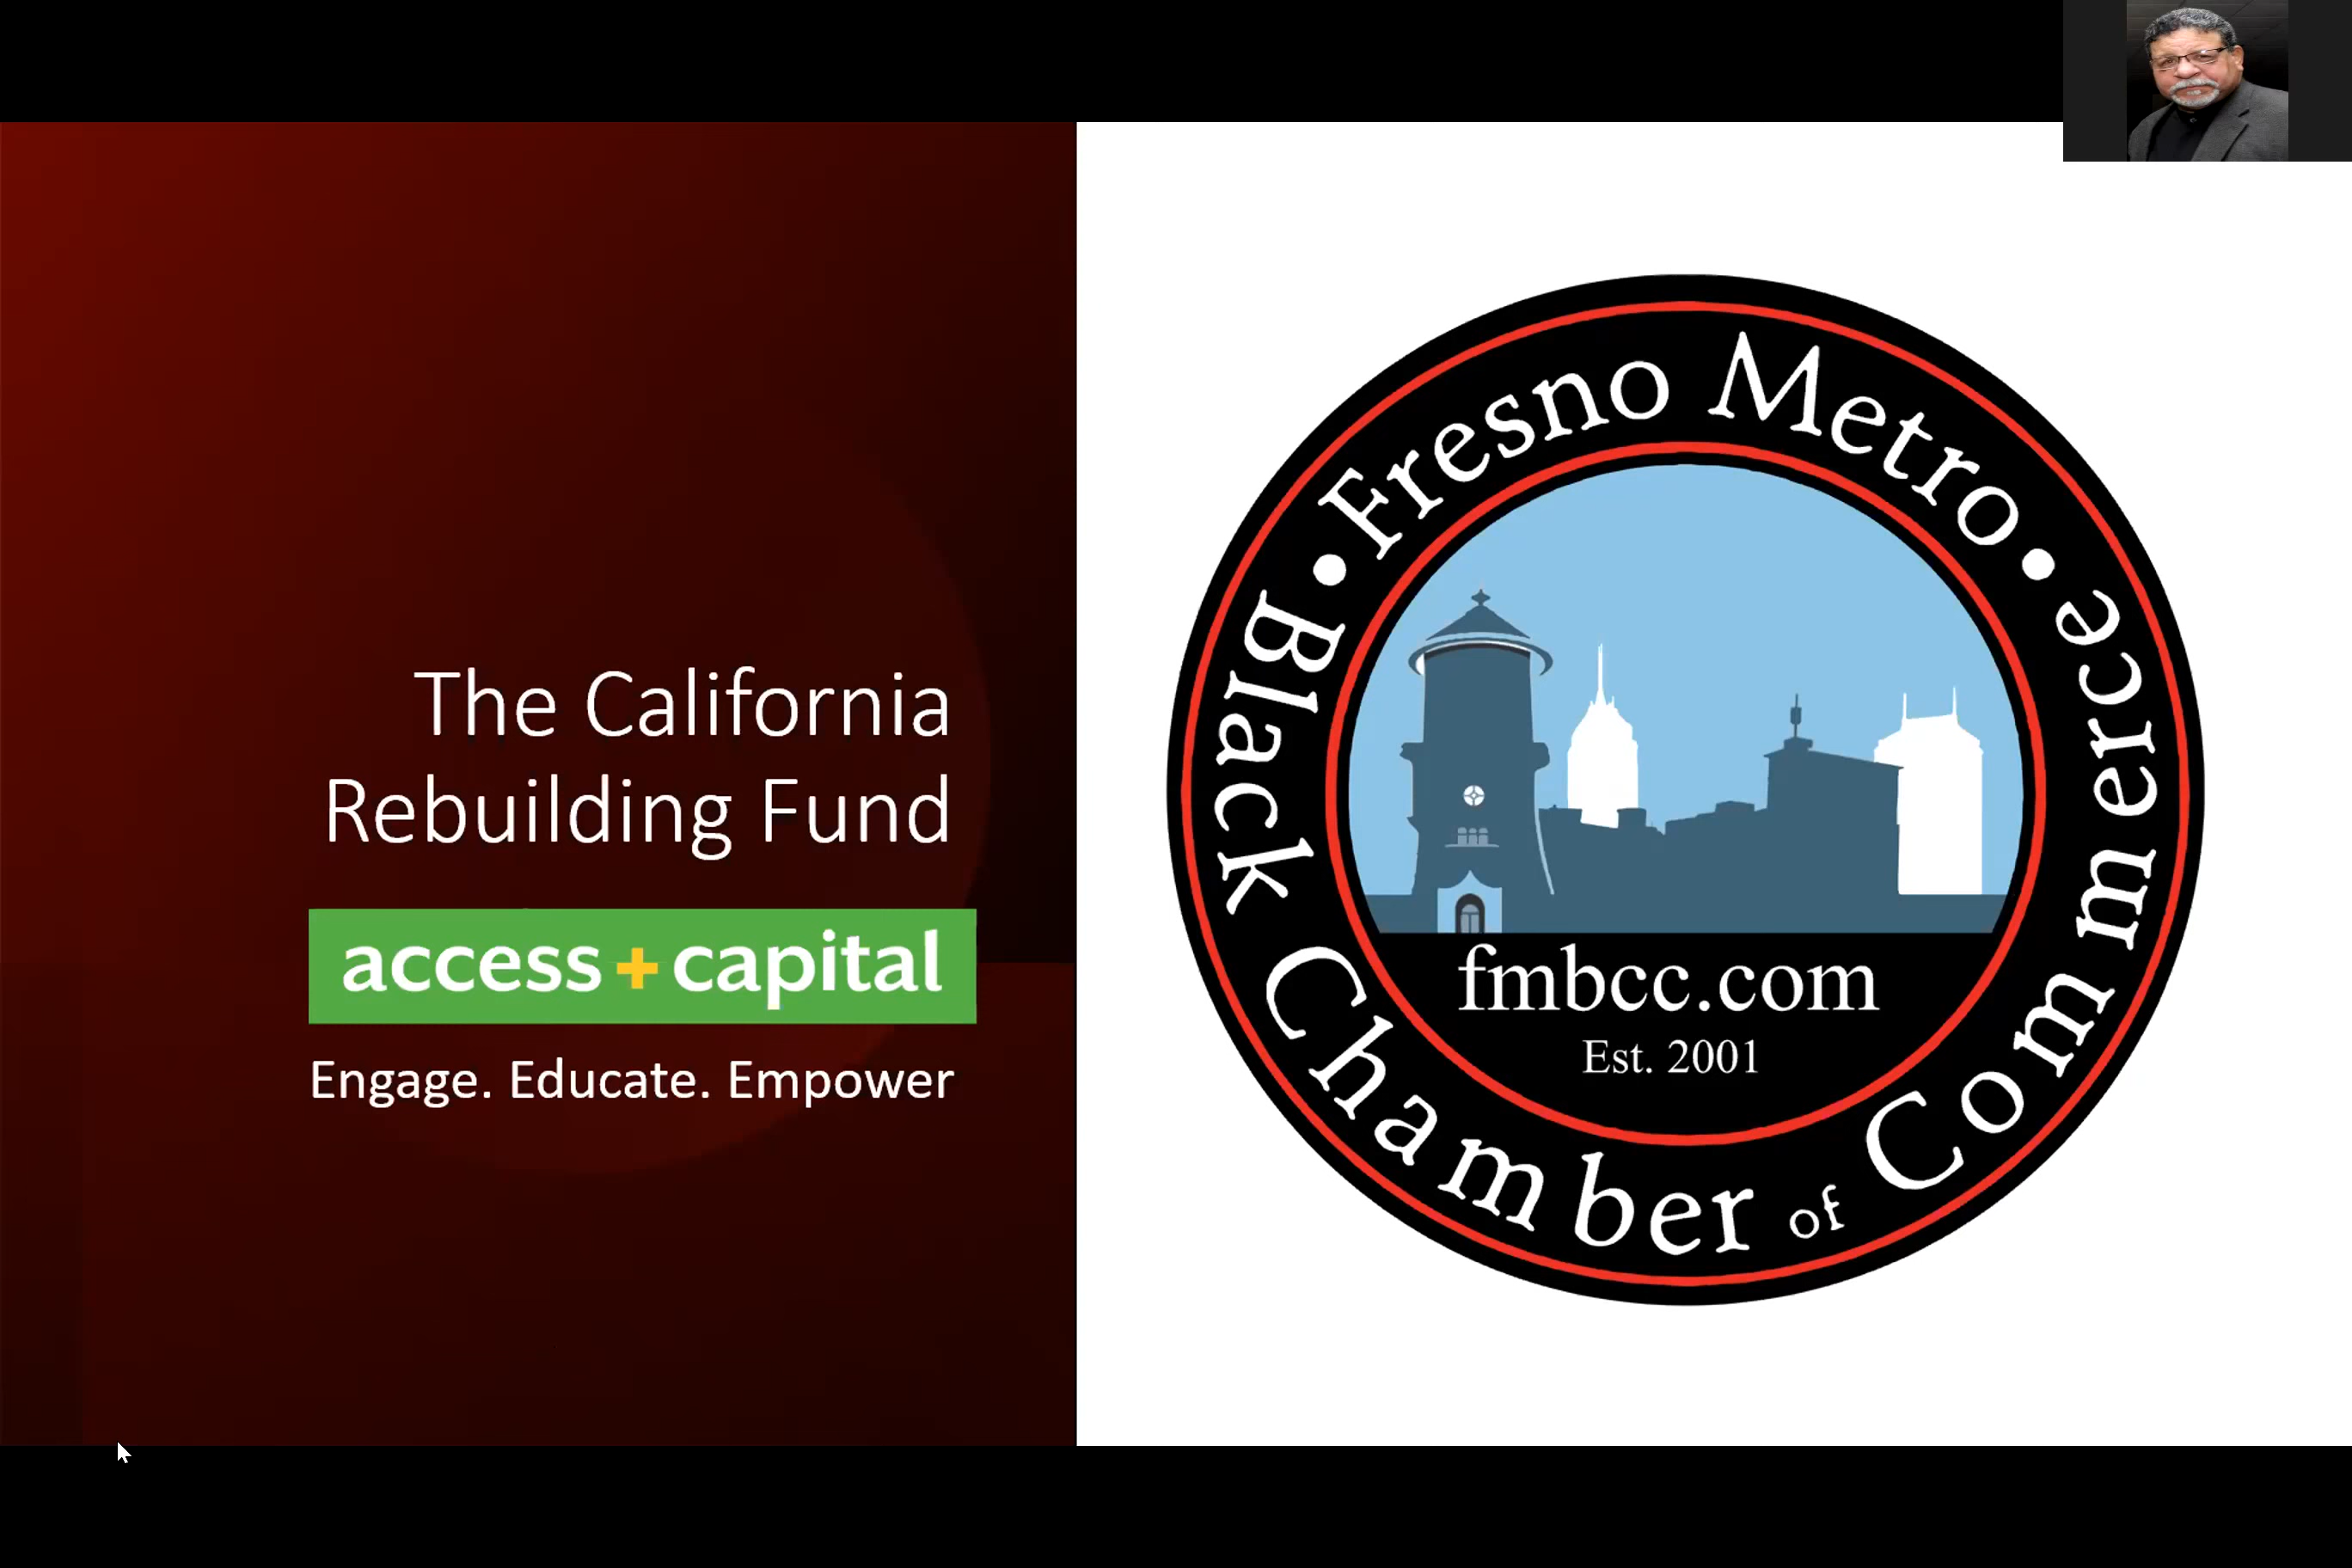 The California
Rebuilding Fund
access+capital
Engage. Educate. Empower
• Fresno Metro •
Black Chamber of Commerce
fmbcc.com
Est. 2001